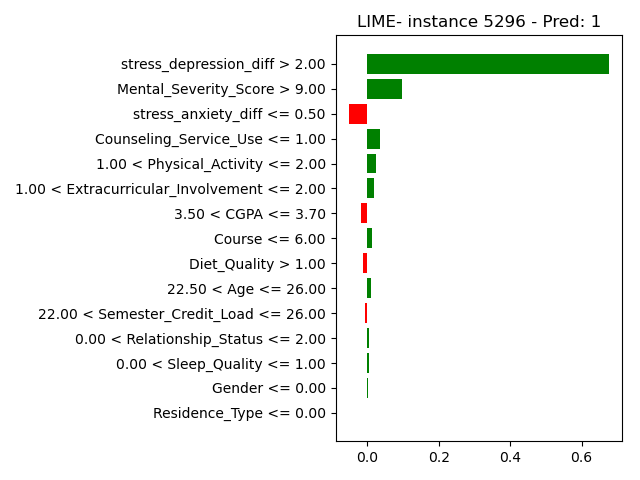 LIME- instance 5296 - Pred: 1
stress_depression_diff > 2.00
Mental_Severity_Score > 9.00
stress_anxiety_diff <= 0.50
Counseling_Service_Use <= 1.00
1.00 < Physical_Activity <= 2.00
1.00 < Extracurricular_Involvement <= 2.00
3.50 < CGPA <= 3.70
Course <= 6.00
Diet_Quality > 1.00
22.50 < Age <= 26.00
22.00 < Semester_Credit_Load <= 26.00
0.00 < Relationship_Status <= 2.00
0.00 < Sleep_Quality <= 1.00
Gender <= 0.00
Residence_Type <= 0.00
0.0 0.2 0.4 0.6